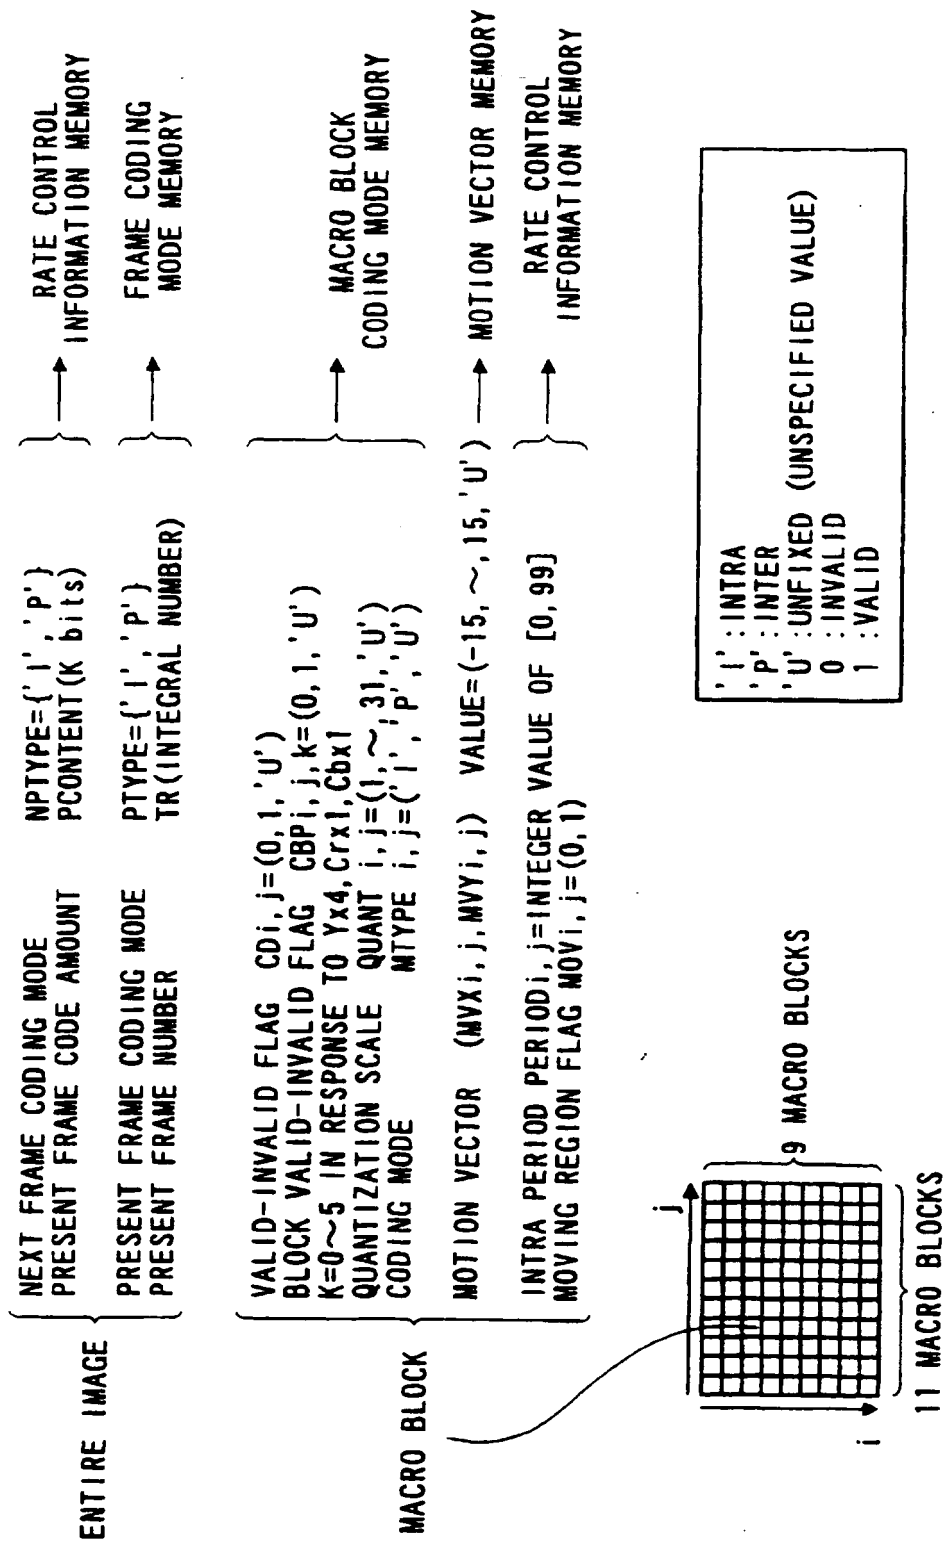 ENTIRE IMAGE
NEXT FRAME CODING MODE NPTYPE={'I','P'}
PRESENT FRAME CODE AMOUNT PCONTENT(K bits)
RATE CONTROL
INFORMATION MEMORY
PRESENT FRAME CODING MODE PTYPE={'I','P'}
PRESENT FRAME NUMBER TR(INTEGRAL NUMBER)
FRAME CODING
MODE MEMORY
MACRO BLOCK
VALID-INVALID FLAG CDi,j=(0,1,'U')
BLOCK VALID-INVALID FLAG CBPi,j,k=(0,1,'U')
K=0~5 IN RESPONSE TO Yx4,Crx1,Cbx1
QUANTIZATION SCALE QUANT i,j=(1,~,31,'U')
CODING MODE MTYPE i,j=('I','P','U')
MACRO BLOCK
CODING MODE MEMORY
MOTION VECTOR (MVXi,j,MVYi,j) VALUE=(-15,~,15,'U')
MOTION VECTOR MEMORY
INTRA PERIOD PERIODi,j=INTEGER VALUE OF [0,99]
MOVING REGION FLAG MOVi,j=(0,1)
RATE CONTROL
INFORMATION MEMORY
j
i
9 MACRO BLOCKS
11 MACRO BLOCKS
'I':INTRA
'P':INTER
'U':UNFIXED (UNSPECIFIED VALUE)
0 :INVALID
1 :VALID